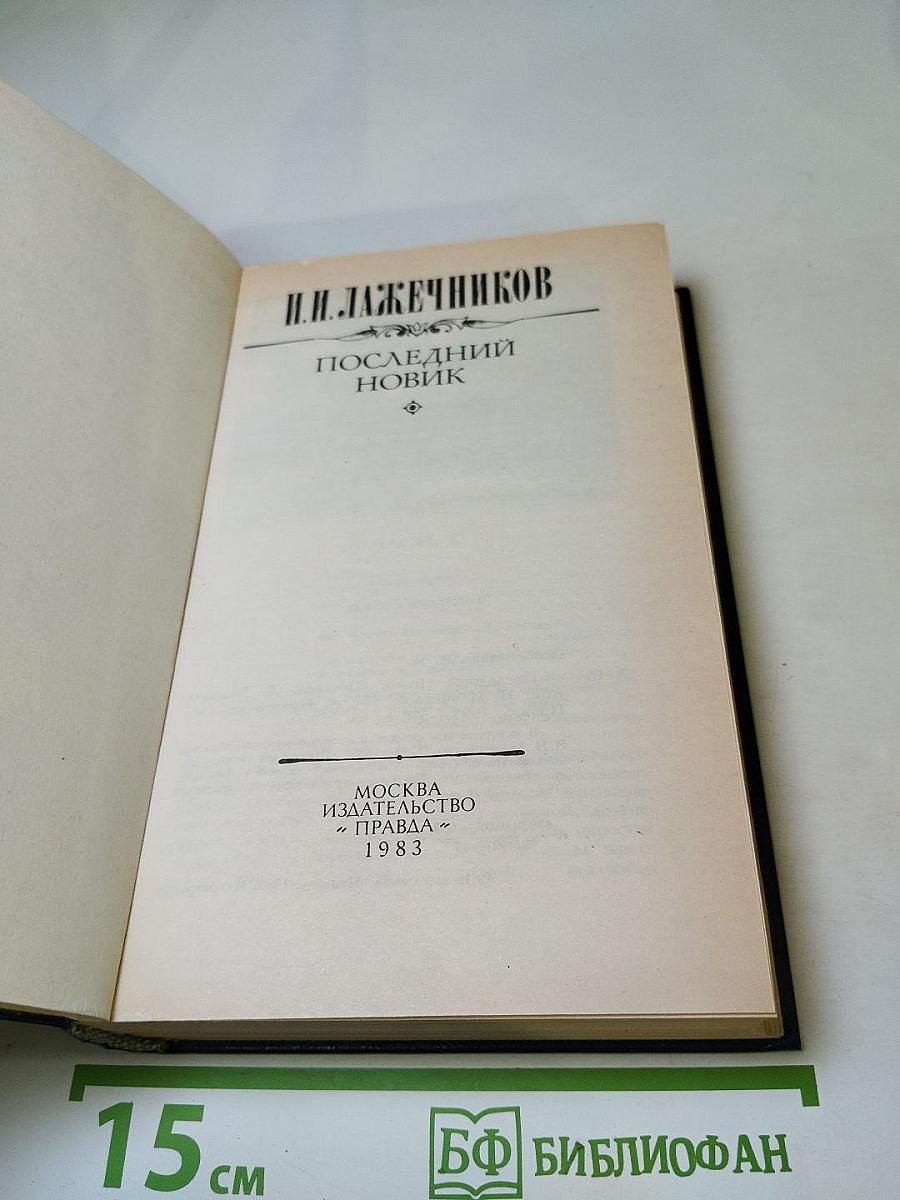 И. И. ЛАЖЕЧНИКОВ
ПОСЛЕДНИЙ
НОВИК
МОСКВА
ИЗДАТЕЛЬСТВО
„ ПРАВДА "
1983
15 см
БФ БИБЛИОФАН